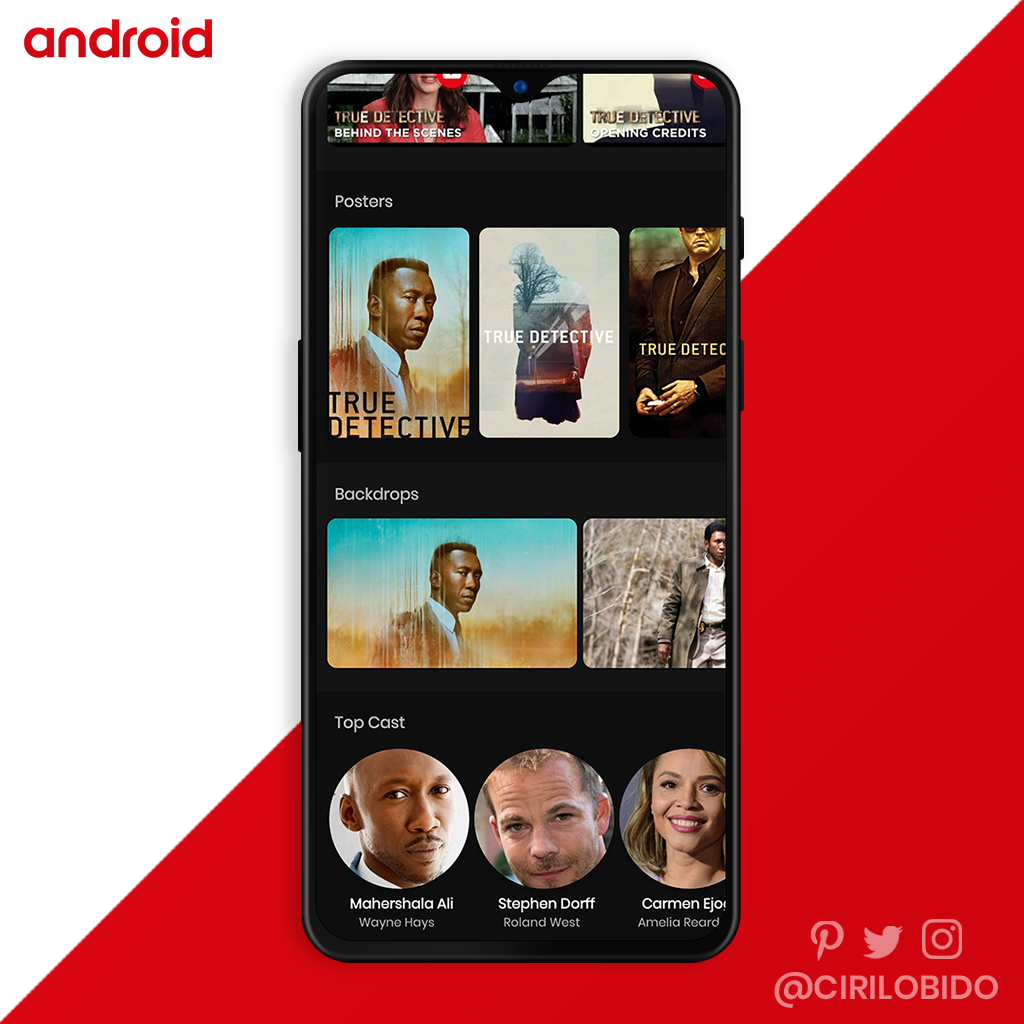 android
TRUE DETECTIVE
BEHIND THE SCENES
TRUE DETECTIVE
OPENING CREDITS
Posters
TRUE
DETECTIVE
TRUE DETECTIVE
TRUE DETEC
Backdrops
Top Cast
Mahershala Ali
Stephen Dorff
Carmen Ejo
Wayne Hays
Roland West
Amelia Reard
@CIRILOBIDO